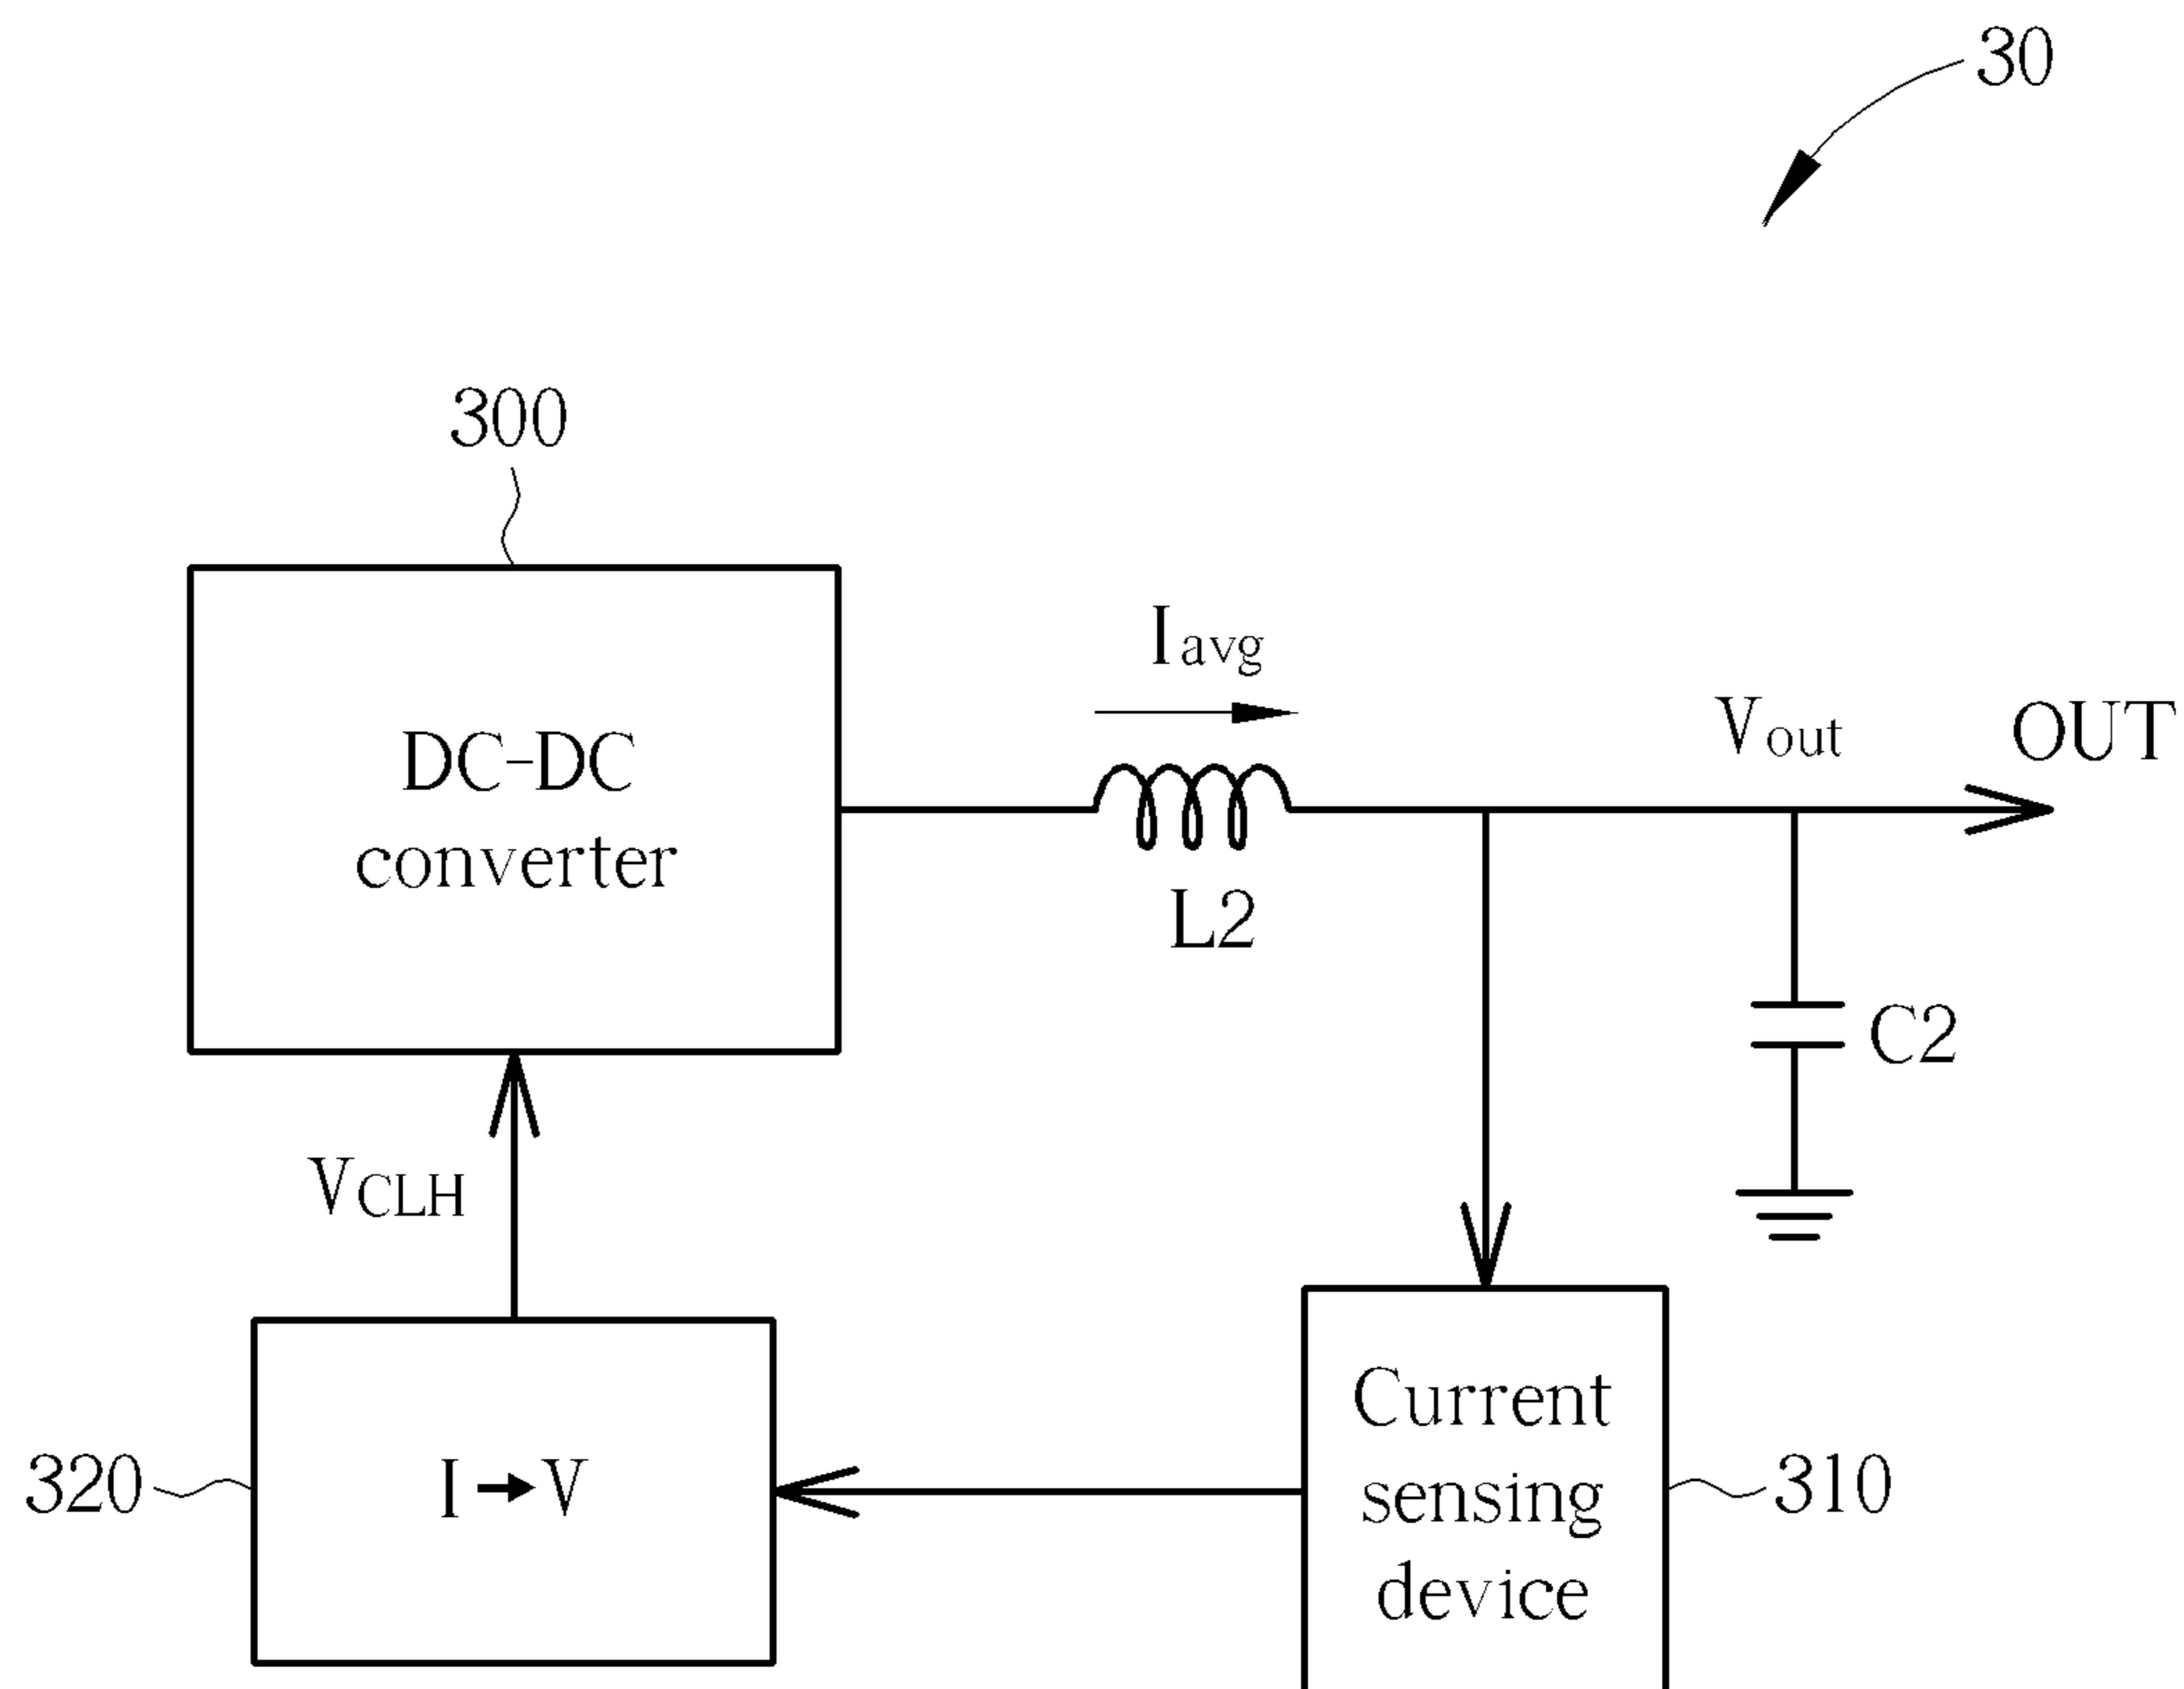 30
300
DC-DC
converter
Iavg
Vout
OUT
L2
C2
VCLH
Current
sensing
device
310
320
I → V